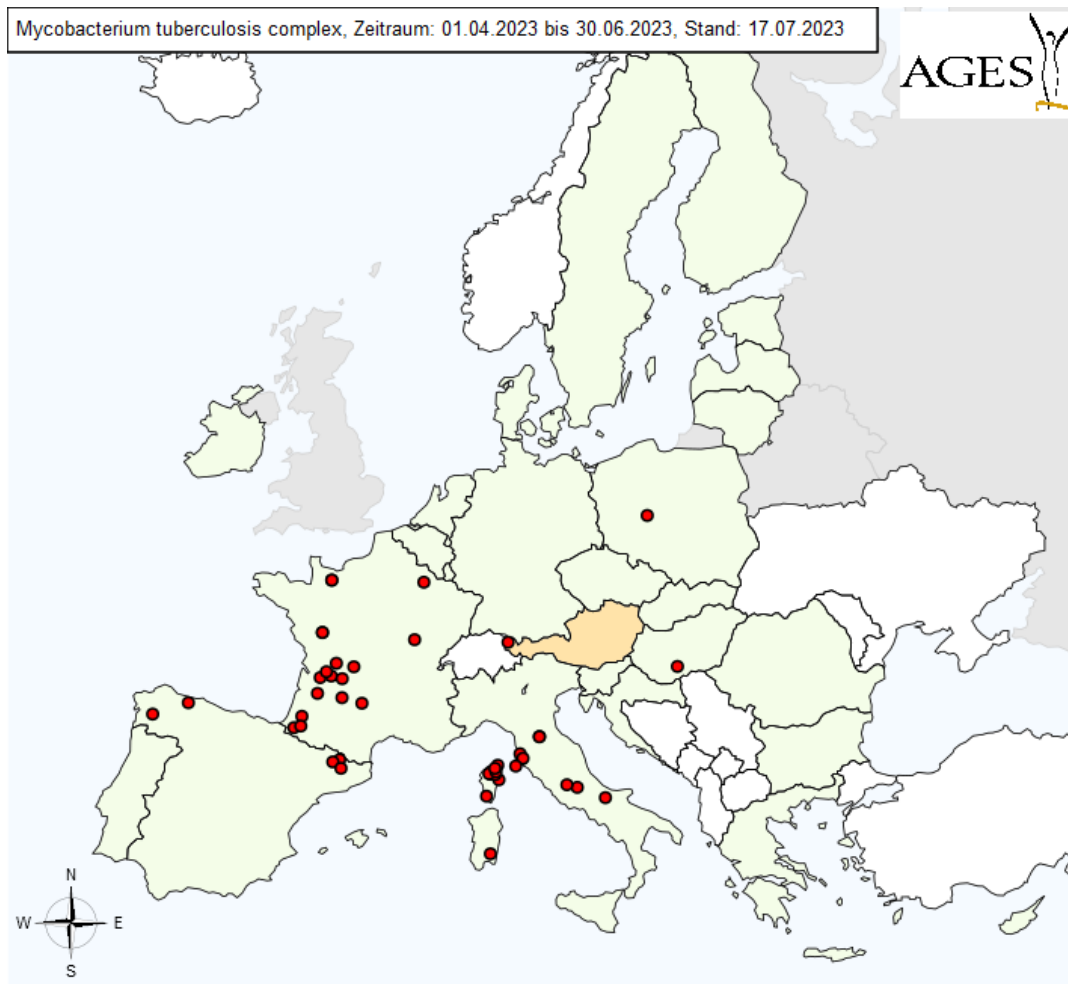 Mycobacterium tuberculosis complex, Zeitraum: 01.04.2023 bis 30.06.2023, Stand: 17.07.2023
AGES
N
W E
S